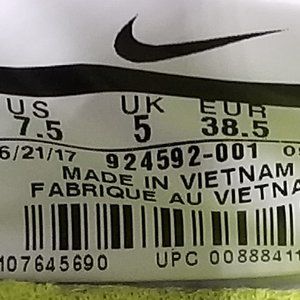 US UK EUR
7.5 5 38.5
6/21/17 924592-001
MADE IN VIETNAM
FABRIQUE AU VIETNA
107645690 UPC 00888411